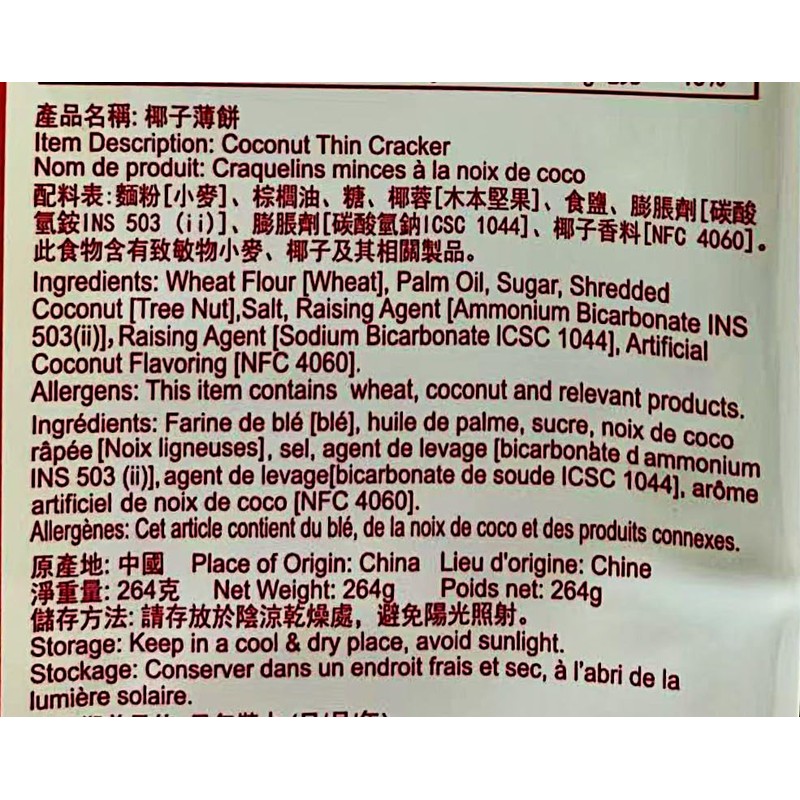 產品名稱: 椰子薄餅
Item Description: Coconut Thin Cracker
Nom de produit: Craquelins minces à la noix de coco
配料表:麵粉[小麥]、棕櫚油、糖、椰蓉[木本堅果]、食鹽、膨脹劑[碳酸
氫銨INS 503 (ii)]、膨脹劑[碳酸氫鈉ICSC 1044]、椰子香料[NFC 4060]。
此食物含有致敏物小麥、椰子及其相關製品。
Ingredients: Wheat Flour [Wheat], Palm Oil, Sugar, Shredded
Coconut [Tree Nut],Salt, Raising Agent [Ammonium Bicarbonate INS
503(ii)], Raising Agent [Sodium Bicarbonate ICSC 1044], Artificial
Coconut Flavoring [NFC 4060].
Allergens: This item contains wheat, coconut and relevant products.
Ingrédients: Farine de blé [blé], huile de palme, sucre, noix de coco
râpée [Noix ligneuses], sel, agent de levage [bicarbonàte d ammonium
INS 503 (ii)], agent de levage[bicarbonate de soude ICSC 1044], arôme
artificiel de noix de coco [NFC 4060].
Allergènes: Cet article contient du blé, de la noix de coco et des produits connexes.
原產地: 中國 Place of Origin: China Lieu d'origine: Chine
淨重量: 264克 Net Weight: 264g Poids net: 264g
儲存方法: 請存放於陰涼乾燥處，避免陽光照射。
Storage: Keep in a cool & dry place, avoid sunlight.
Stockage: Conserver dans un endroit frais et sec, à l'abri de la
lumière solaire.